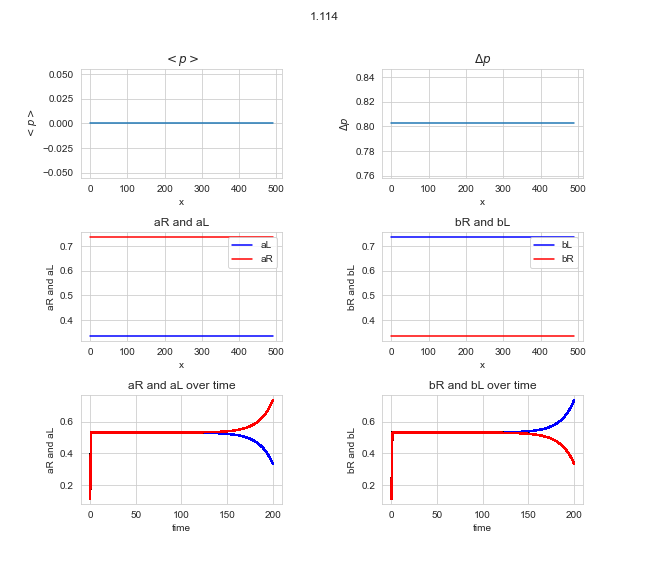 1.114
< p >
Δp
0.050
0.025
0.000
−0.025
−0.050
< p >
0 100 200 300 400 500
x
0.84
0.82
0.80
0.78
0.76
Δp
0 100 200 300 400 500
x
aR and aL
bR and bL
0.7
0.6
0.5
0.4
aR and aL
aL
aR
0 100 200 300 400 500
x
0.7
0.6
0.5
0.4
bR and bL
bL
bR
0 100 200 300 400 500
x
aR and aL over time
bR and bL over time
0.6
0.4
0.2
aR and aL
0 50 100 150 200
time
0.6
0.4
0.2
bR and bL
0 50 100 150 200
time